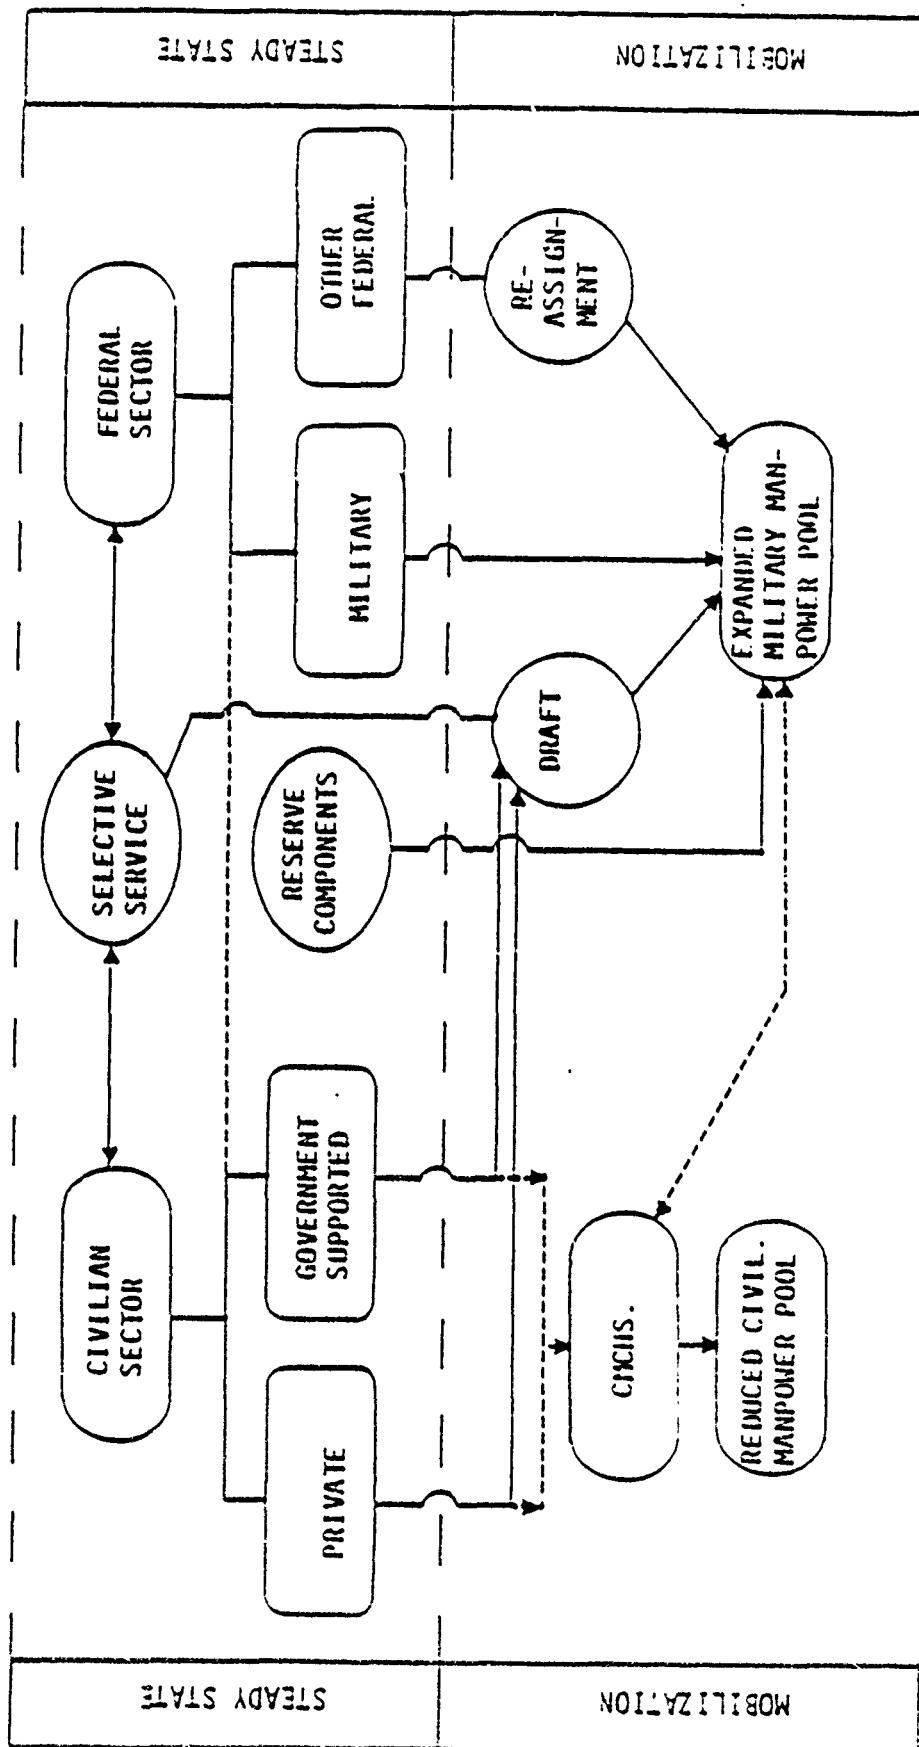 STEADY STATE
MOBILIZATION
CIVILIAN
SECTOR
SELECTIVE
SERVICE
FEDERAL
SECTOR
PRIVATE
GOVERNMENT
SUPPORTED
RESERVE
COMPONENTS
MILITARY
OTHER
FEDERAL
DRAFT
RE-
ASSIGN-
MENT
CMCHS.
REDUCED CIVIL.
MANPOWER POOL
EXPANDED
MILITARY MAN-
POWER POOL
STEADY STATE
MOBILIZATION